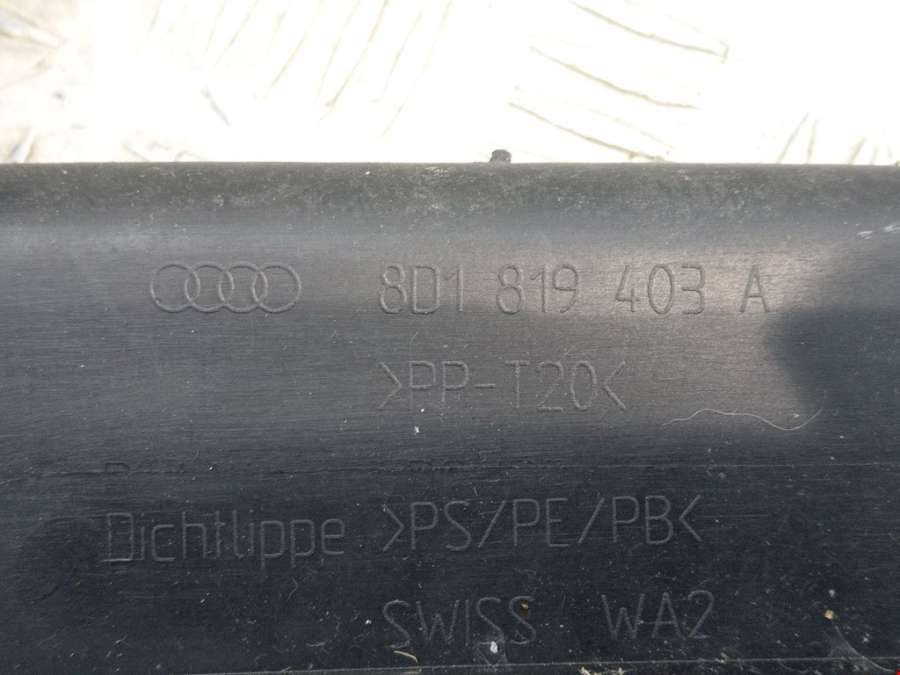 8D1 819 403 A
>PP-T20<
Dichtlippe >PS/PE/PB<
SWISS WA2